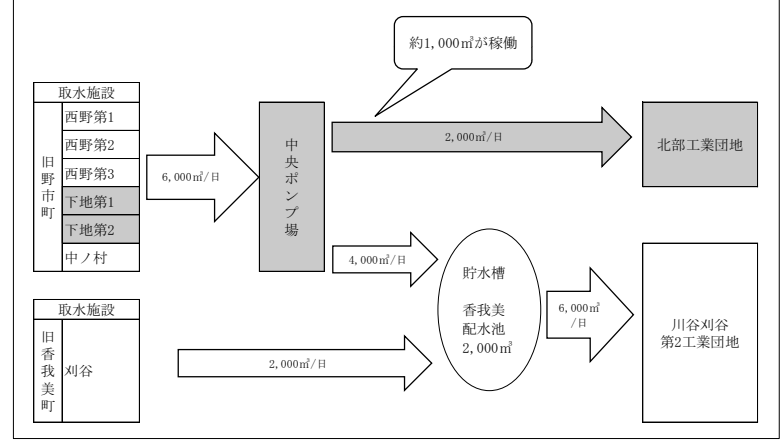 約1,000㎥が稼働
取水施設
旧野市町
西野第1
西野第2
西野第3
下地第1
下地第2
中ノ村
6,000㎥/日
中央ポンプ場
2,000㎥/日
北部工業団地
4,000㎥/日
貯水槽
香我美
配水池
2,000㎥
6,000㎥
/日
川谷刈谷
第2工業団地
取水施設
旧香我美町
刈谷
2,000㎥/日